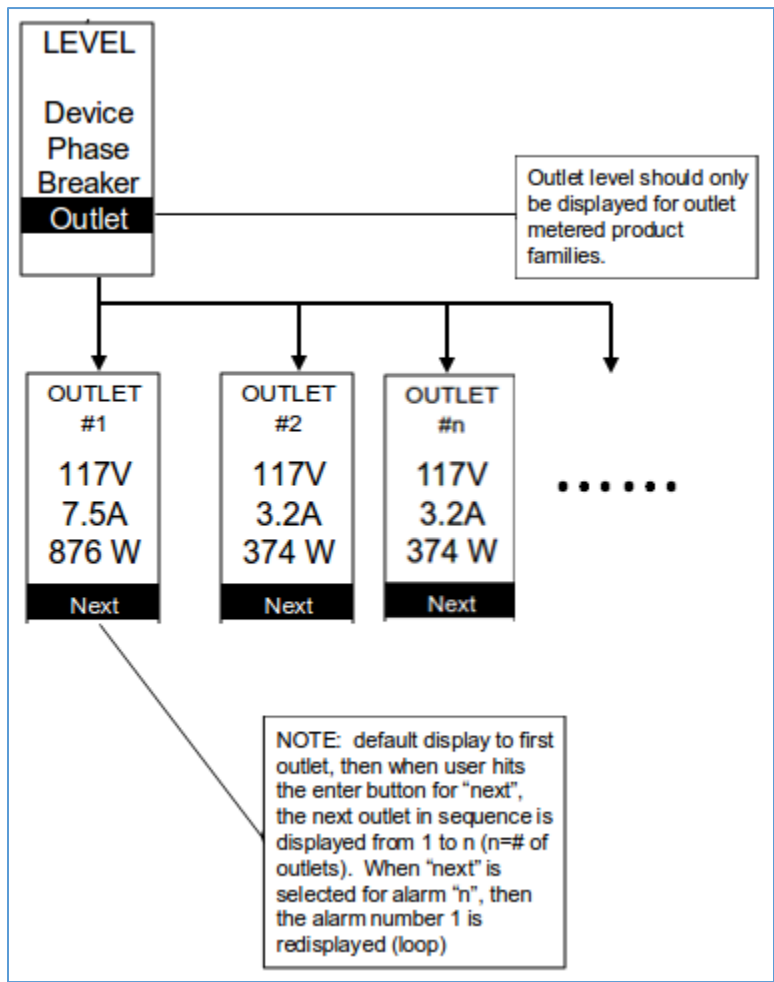 LEVEL
Device
Phase
Breaker
Outlet
Outlet level should only
be displayed for outlet
metered product
families.
OUTLET
#1
117V
7.5A
876 W
Next
OUTLET
#2
117V
3.2A
374 W
Next
OUTLET
#n
117V
3.2A
374 W
Next
NOTE: default display to first
outlet, then when user hits
the enter button for “next”,
the next outlet in sequence is
displayed from 1 to n (n=# of
outlets). When “next” is
selected for alarm “n”, then
the alarm number 1 is
redisplayed (loop)